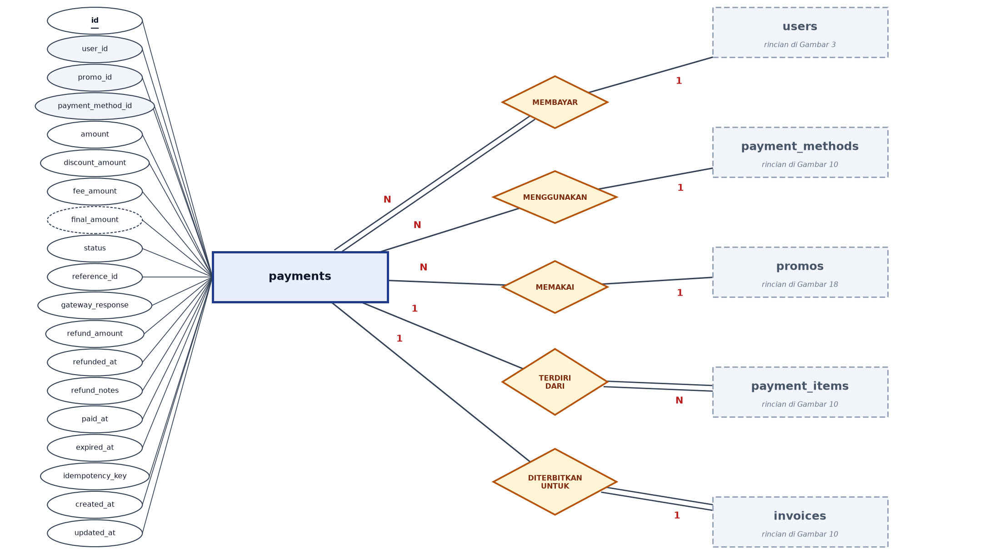 id
user_id
promo_id
payment_method_id
amount
discount_amount
fee_amount
final_amount
status
reference_id
gateway_response
refund_amount
refunded_at
refund_notes
paid_at
expired_at
idempotency_key
created_at
updated_at
payments
N
N
N
1
1
MEMBAYAR
MENGGUNAKAN
MEMAKAI
TERDIRI
DARI
DITERBITKAN
UNTUK
1
1
1
N
1
users
rincian di Gambar 3
payment_methods
rincian di Gambar 10
promos
rincian di Gambar 18
payment_items
rincian di Gambar 10
invoices
rincian di Gambar 10